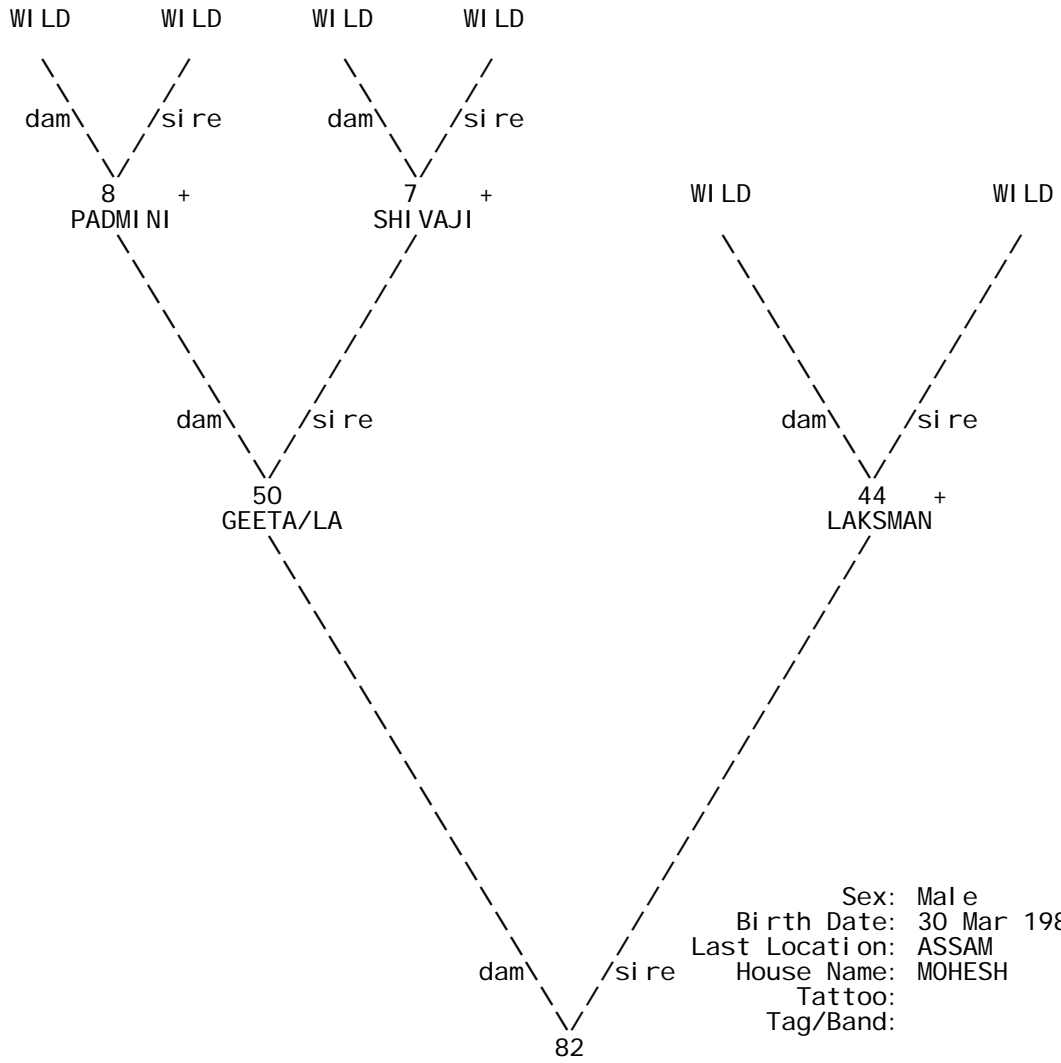 WILD WILD WILD WILD
dam sire dam sire
8 + 7 + WILD WILD
PADMINI SHIVAJI
dam sire dam sire
50 44 +
GEETA/LA LAKSMAN
Sex: Male
Birth Date: 30 Mar 198
Last Location: ASSAM
dam sire House Name: MOHESH
Tattoo:
Tag/Band:
82